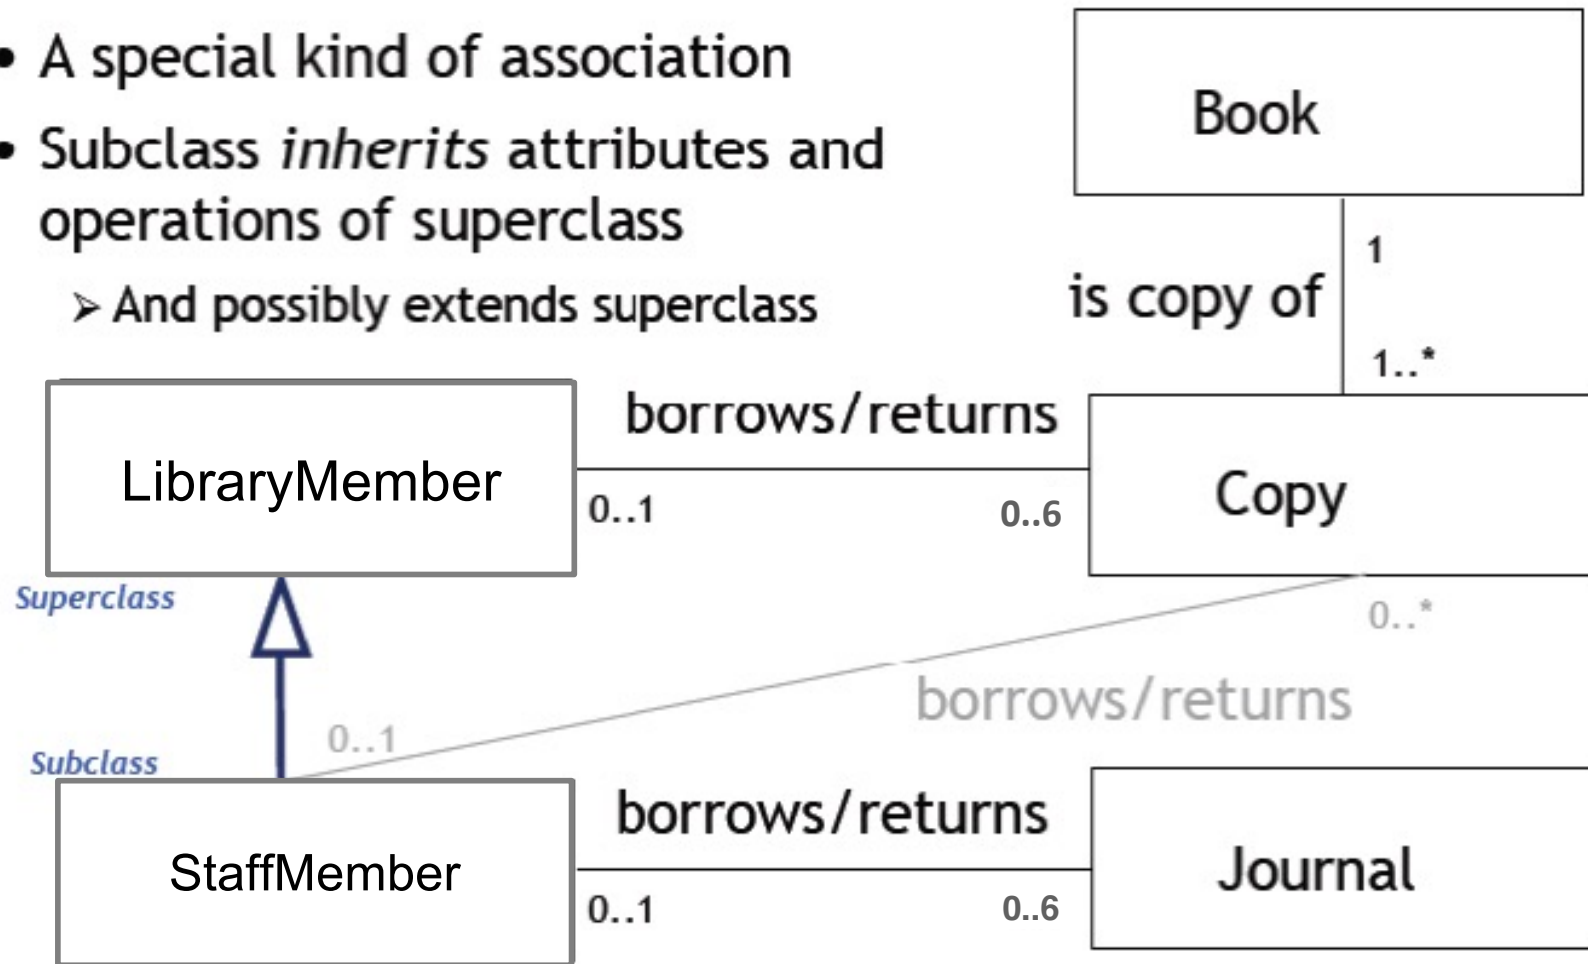 • A special kind of association
• Subclass inherits attributes and
operations of superclass
➢ And possibly extends superclass
Book
1
is copy of
1..*
borrows/returns
LibraryMember
0..1
0..6
Copy
Superclass
0..*
borrows/returns
0..1
Subclass
borrows/returns
StaffMember
0..1
0..6
Journal